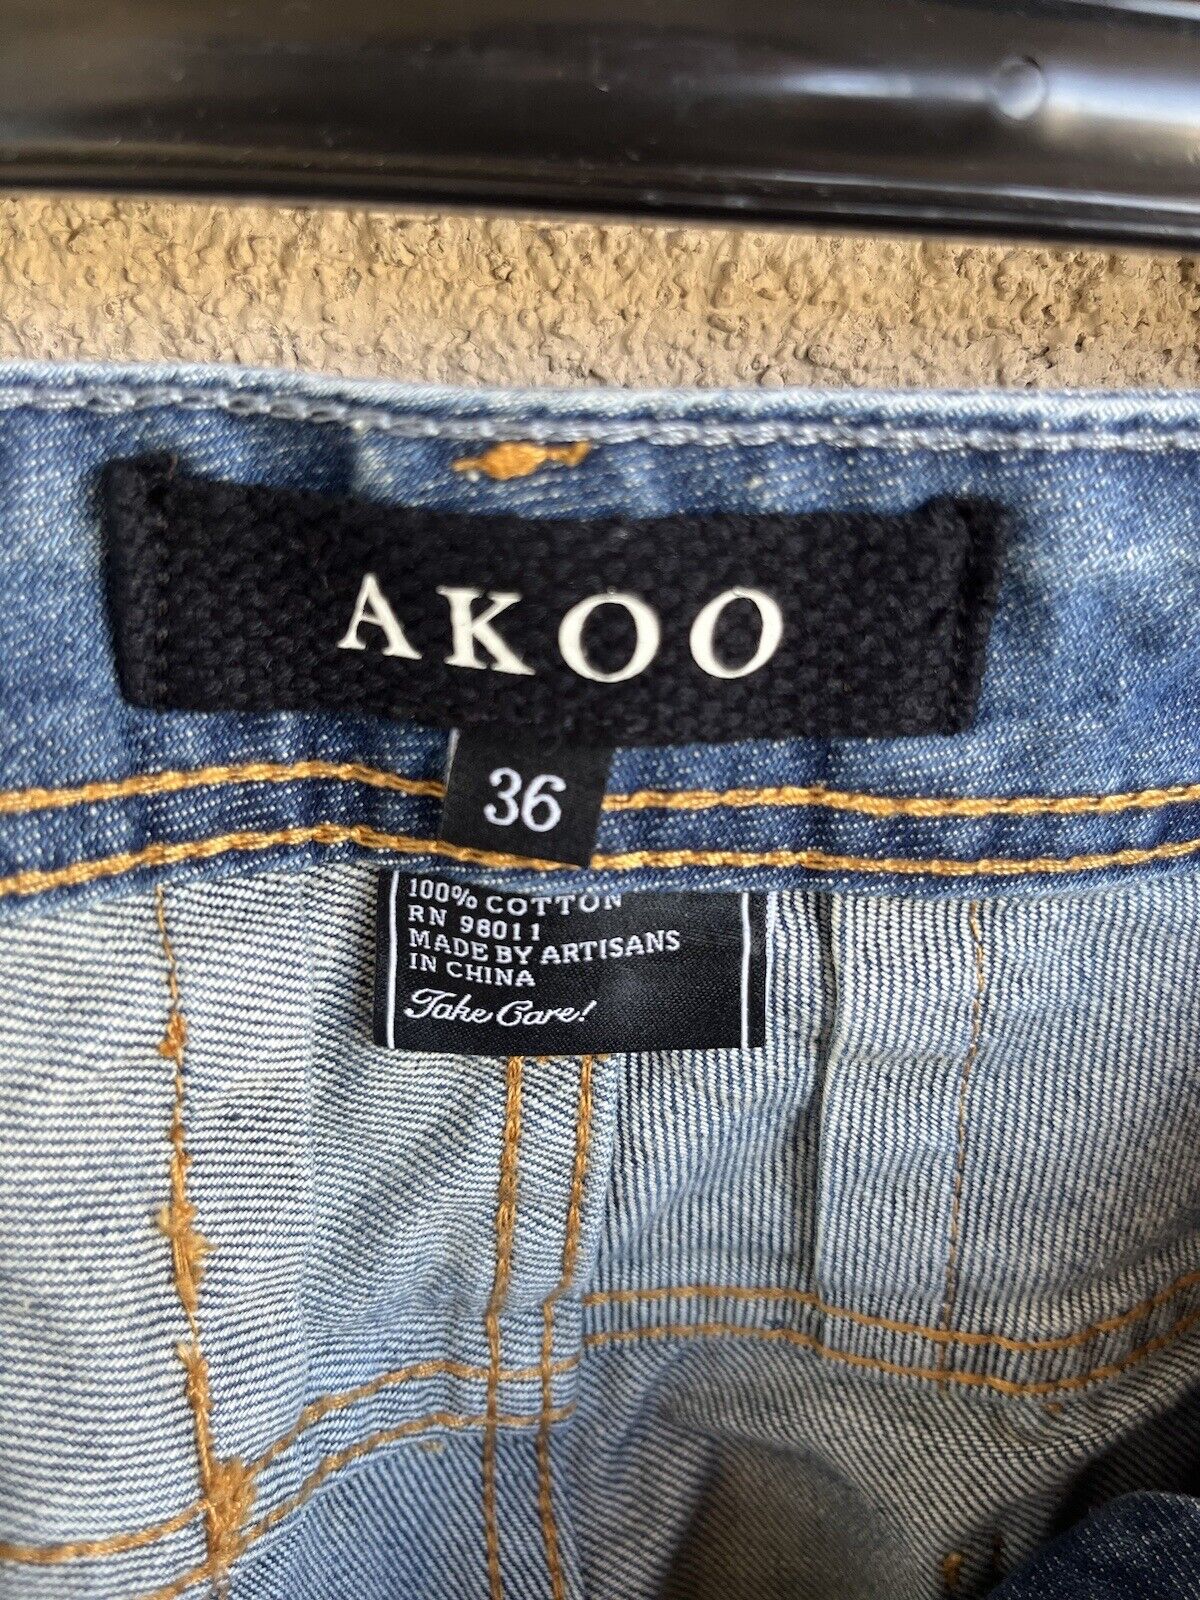 AKOO
36
100% COTTON
RN 98011
MADE BY ARTISANS
IN CHINA
Take Care!